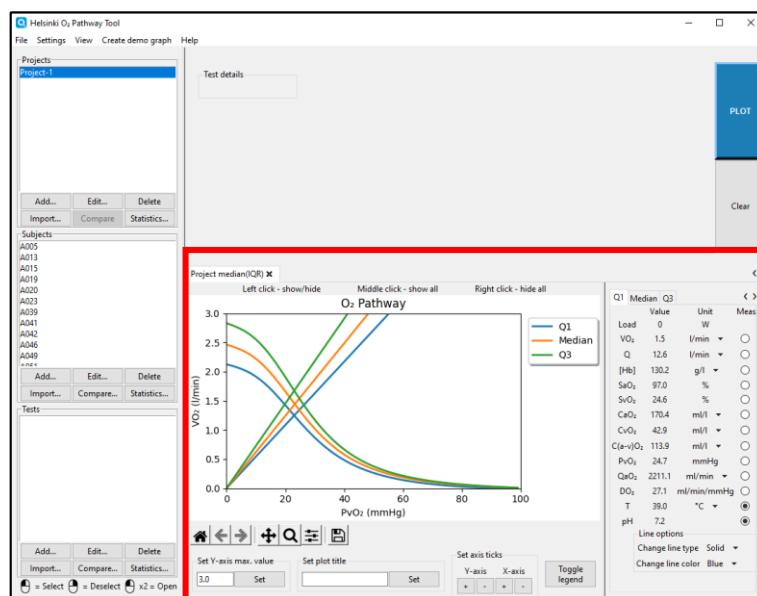 Helsinki O₂ Pathway Tool
File Settings View Create demo graph Help
Projects
Project-1
Add... Edit... Delete
Import... Compare Statistics...
Subjects
A005
A013
A015
A019
A020
A023
A039
A041
A042
A046
A049
Add... Edit... Delete
Import... Compare... Statistics...
Tests
Add... Edit... Delete
Import... Compare... Statistics...
= Select = Deselect x2 = Open
Test details
PLOT
Clear
Project median(IQR) ✖
Left click - show/hide Middle click - show all Right click - hide all
O₂ Pathway
VO₂ (l/min)
3.0
2.5
2.0
1.5
1.0
0.5
0.0
0 20 40 60 80 100
PvO₂ (mmHg)
Q1
Median
Q3
Set Y-axis max. value
3.0 Set
Set plot title
Set
Set axis ticks
Y-axis X-axis
+ - + -
Toggle legend
Q1 Median Q3
Value Unit Meas
Load 0 W
VO₂ 1.5 l/min
Q 12.6 l/min
[Hb] 130.2 g/l
SaO₂ 97.0 %
SvO₂ 24.6 %
CaO₂ 170.4 ml/l
CvO₂ 42.9 ml/l
C(a-v)O₂ 113.9 ml/l
PvO₂ 24.7 mmHg
QaO₂ 2211.1 ml/min
DO₂ 27.1 ml/min/mmHg
T 39.0 °C
pH 7.2
Line options
Change line type Solid
Change line color Blue